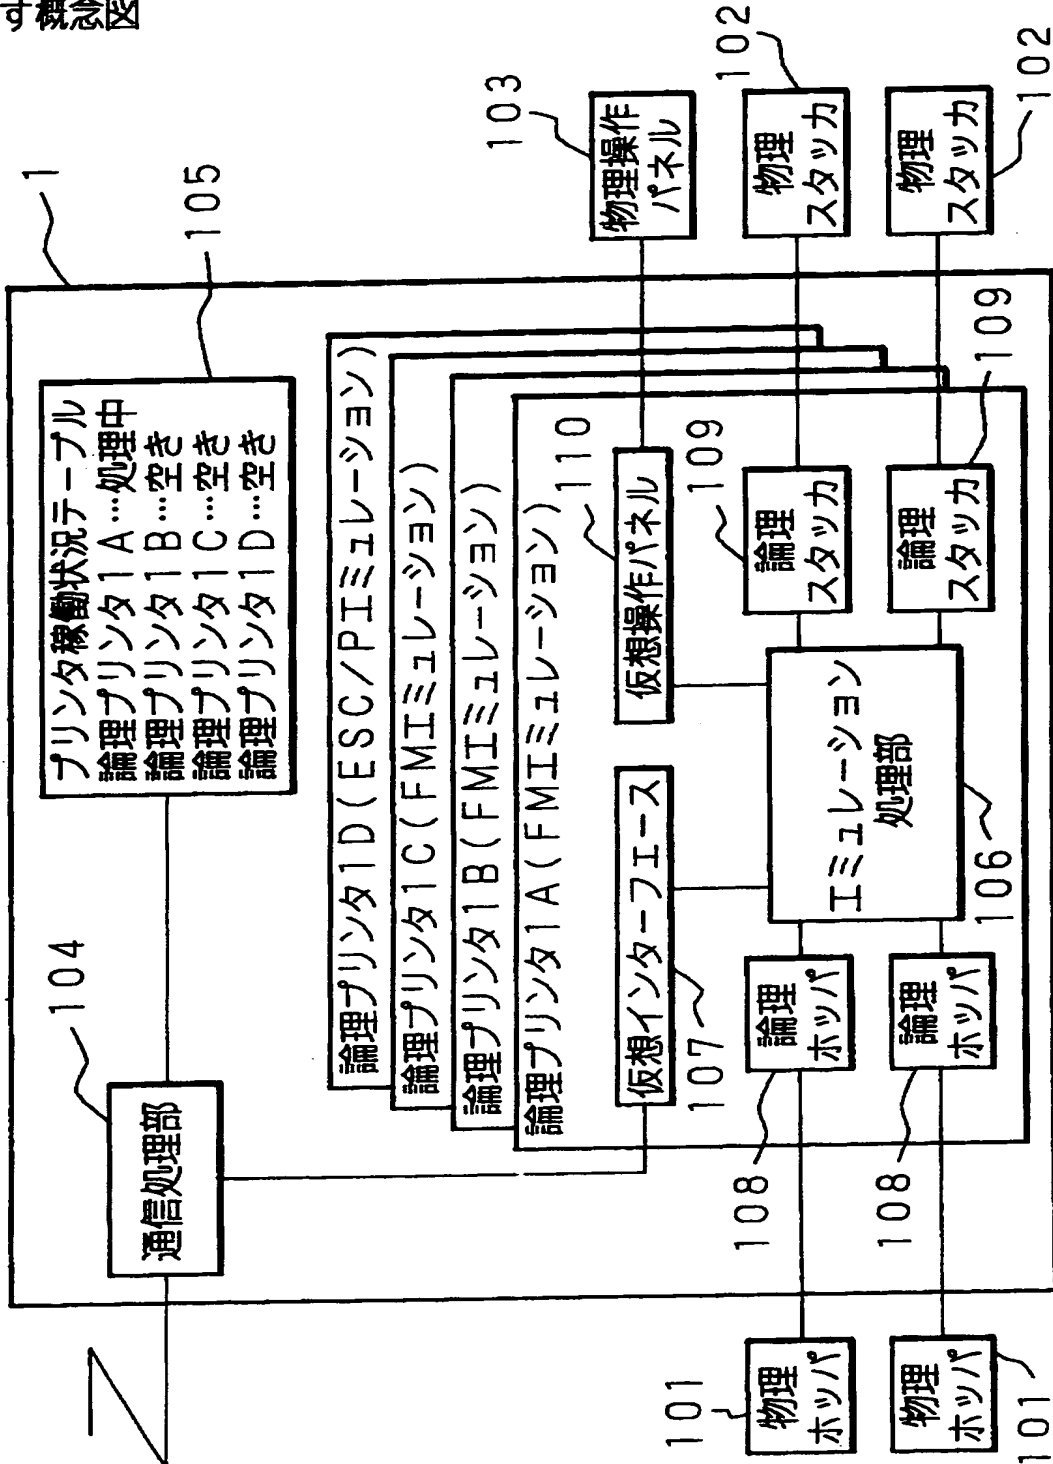 す概念図
1
104
通信処理部
105
プリンタ稼働状況テーブル
論理プリンタ1A…処理中
論理プリンタ1B…空き
論理プリンタ1C…空き
論理プリンタ1D…空き
論理プリンタ1D(ESC/Pエミュレーション)
論理プリンタ1C(FMエミュレーション)
論理プリンタ1B(FMエミュレーション)
論理プリンタ1A(FMエミュレーション)
仮想インターフェース
107
仮想操作パネル
110
103
物理操作
パネル
101
物理
ホッパ
108
論理
ホッパ
エミュレーション
処理部
106
109
論理
スタッカ
102
物理
スタッカ
101
物理
ホッパ
108
論理
ホッパ
109
論理
スタッカ
102
物理
スタッカ